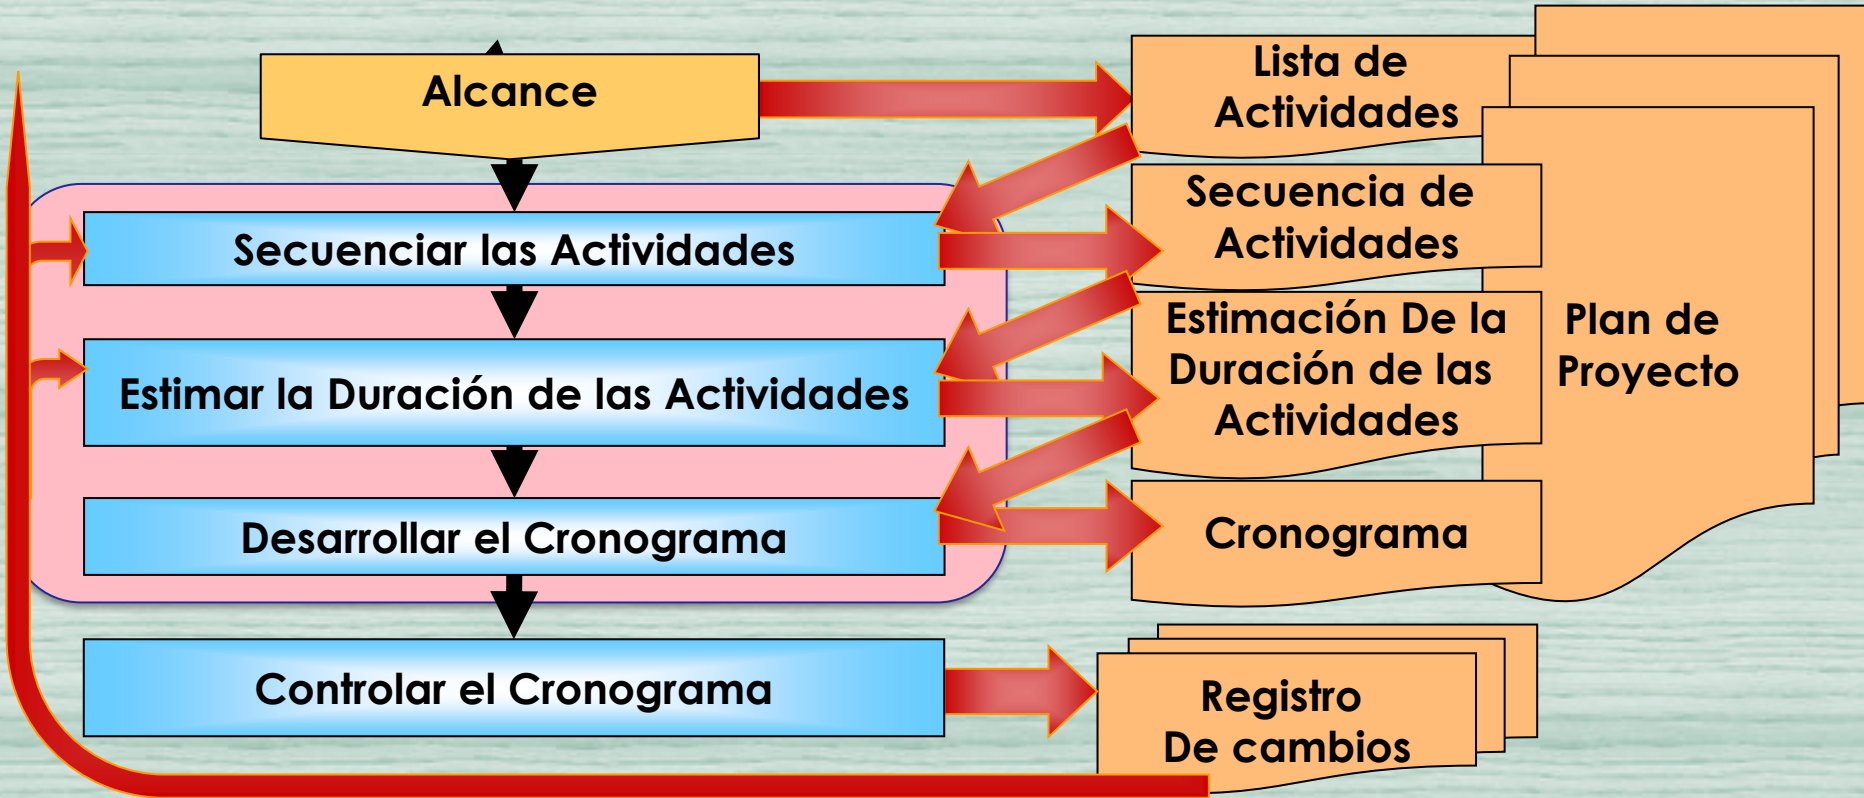 Alcance
Lista de
Actividades
Secuenciar las Actividades
Secuencia de
Actividades
Estimar la Duración de las Actividades
Estimación De la
Duración de las
Actividades
Plan de
Proyecto
Desarrollar el Cronograma
Cronograma
Controlar el Cronograma
Registro
De cambios